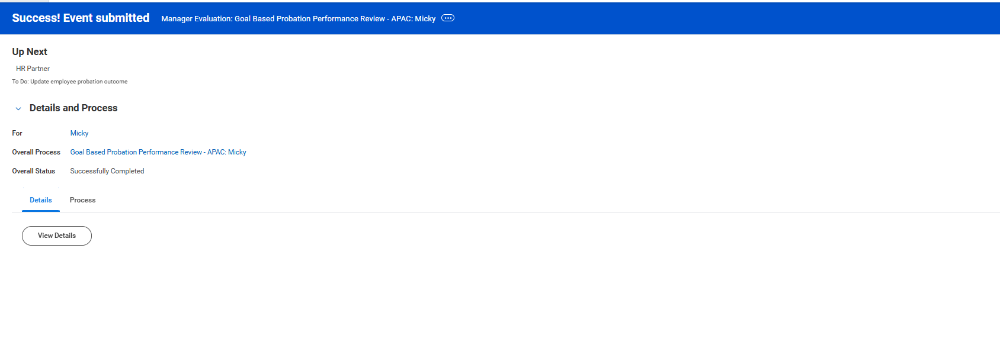 Success! Event submitted Manager Evaluation: Goal Based Probation Performance Review - APAC: Micky
Up Next
HR Partner
To Do: Update employee probation outcome
Details and Process
For Micky
Overall Process Goal Based Probation Performance Review - APAC: Micky
Overall Status Successfully Completed
Details Process
View Details